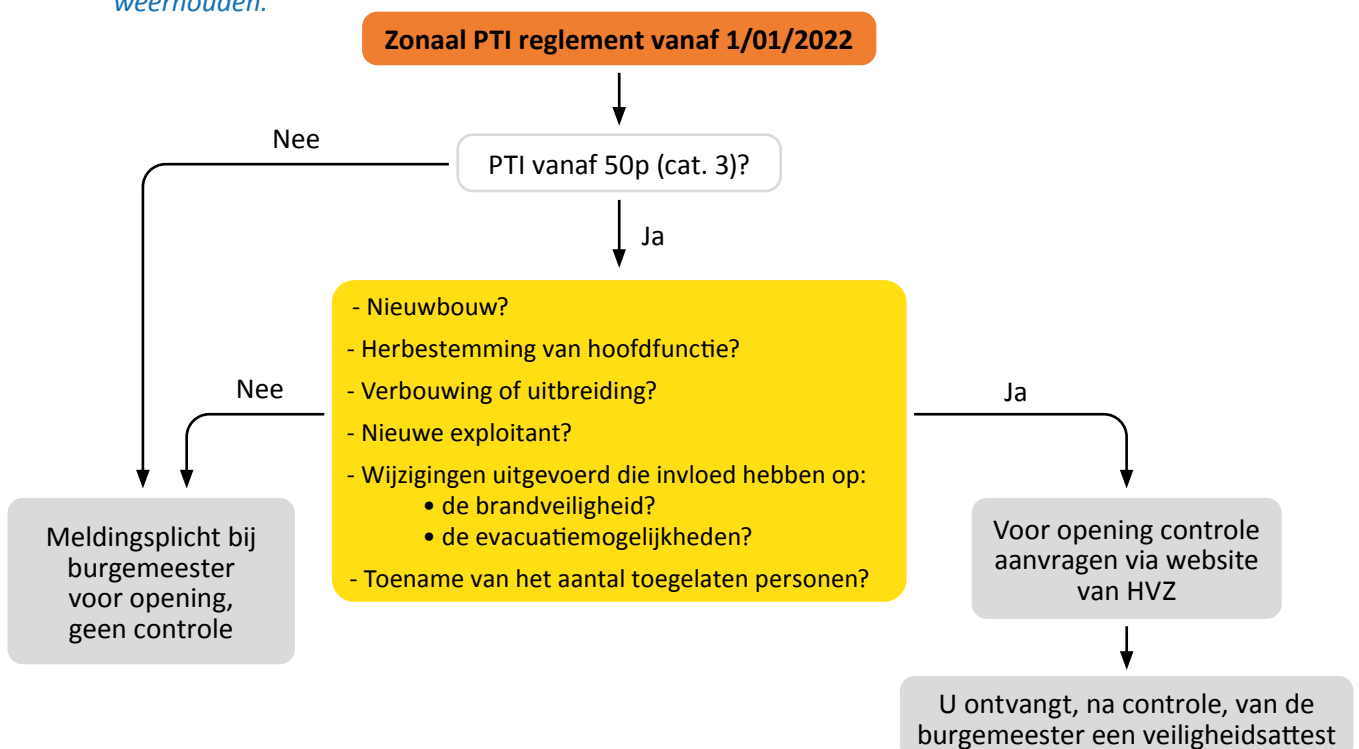 weerhouden.
Zonaal PTI reglement vanaf 1/01/2022
Nee
PTI vanaf 50p (cat. 3)?
Ja
- Nieuwbouw?
- Herbestemming van hoofdfunctie?
- Verbouwing of uitbreiding?
- Nieuwe exploitant?
- Wijzigingen uitgevoerd die invloed hebben op:
• de brandveiligheid?
• de evacuatiemogelijkheden?
- Toename van het aantal toegelaten personen?
Nee
Ja
Meldingsplicht bij
burgemeester
voor opening,
geen controle
Voor opening controle
aanvragen via website
van HVZ
U ontvangt, na controle, van de
burgemeester een veiligheidsattest